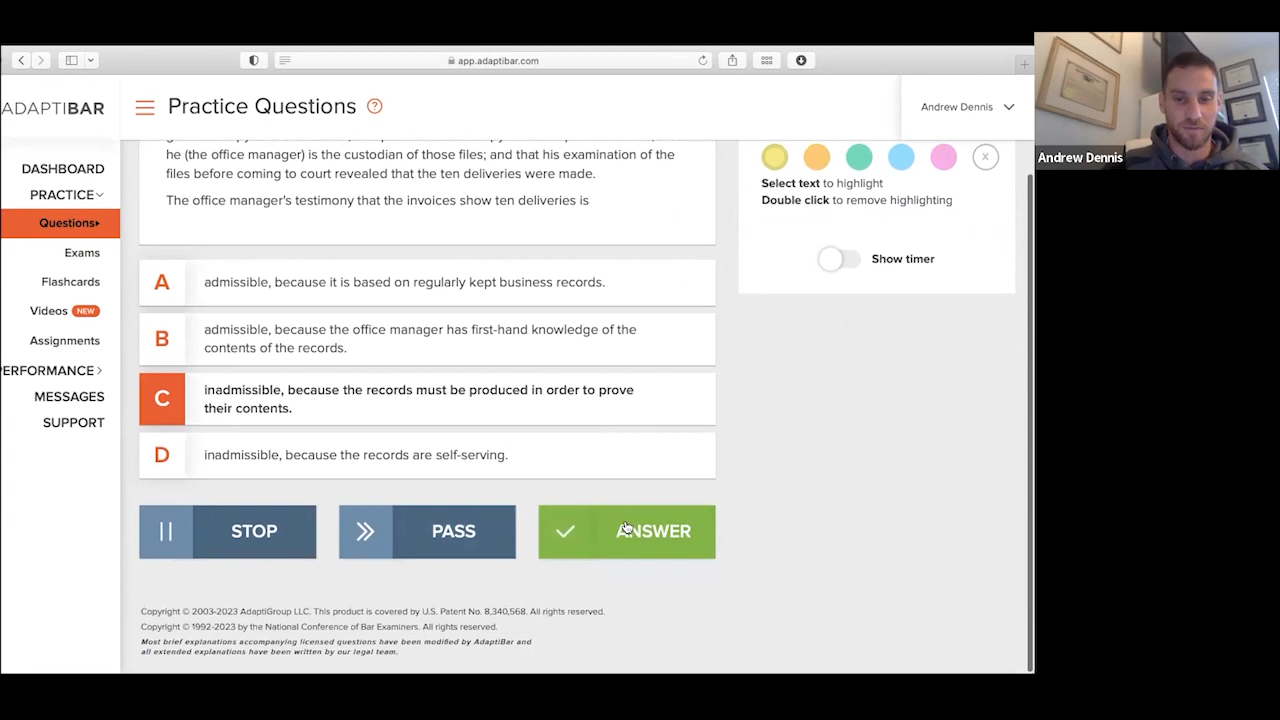 app.adaptibar.com
ADAPTIBAR
Practice Questions ?
Andrew Dennis
Andrew Dennis
DASHBOARD
PRACTICE
Questions
Exams
Flashcards
Videos NEW
Assignments
PERFORMANCE
MESSAGES
SUPPORT
he (the office manager) is the custodian of those files; and that his examination of the
files before coming to court revealed that the ten deliveries were made.
The office manager's testimony that the invoices show ten deliveries is
A
admissible, because it is based on regularly kept business records.
B
admissible, because the office manager has first-hand knowledge of the
contents of the records.
C
inadmissible, because the records must be produced in order to prove
their contents.
D
inadmissible, because the records are self-serving.
STOP
PASS
ANSWER
X
Select text to highlight
Double click to remove highlighting
Show timer
Copyright © 2003-2023 AdaptiGroup LLC. This product is covered by U.S. Patent No. 8,340,568. All rights reserved.
Copyright © 1992-2023 by the National Conference of Bar Examiners. All rights reserved.
Most brief explanations accompanying licensed questions have been modified by AdaptiBar and
all extended explanations have been written by our legal team.